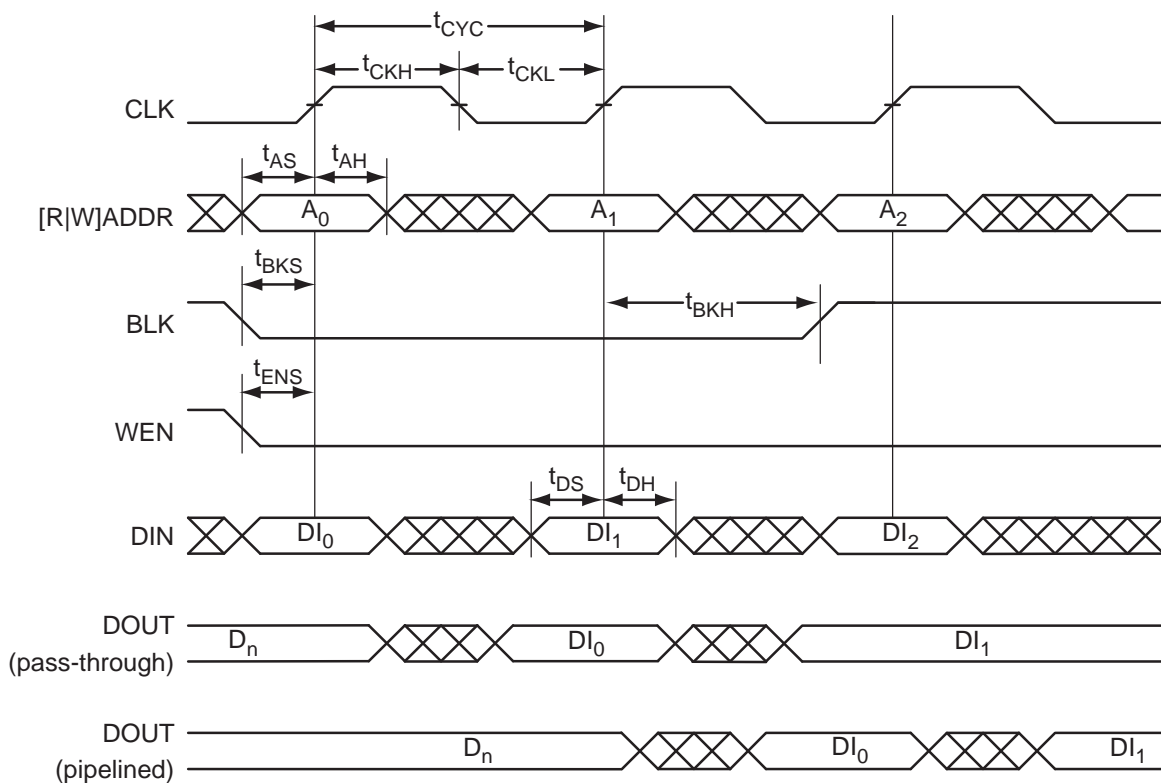 tCYC
tCKH tCKL
CLK
tAS tAH
[R|W]ADDR A0 A1 A2
tBKS
tBKH
BLK
tENS
WEN
tDS tDH
DIN DI0 DI1 DI2
DOUT
(pass-through) Dn DI0 DI1
DOUT
(pipelined) Dn DI0 DI1